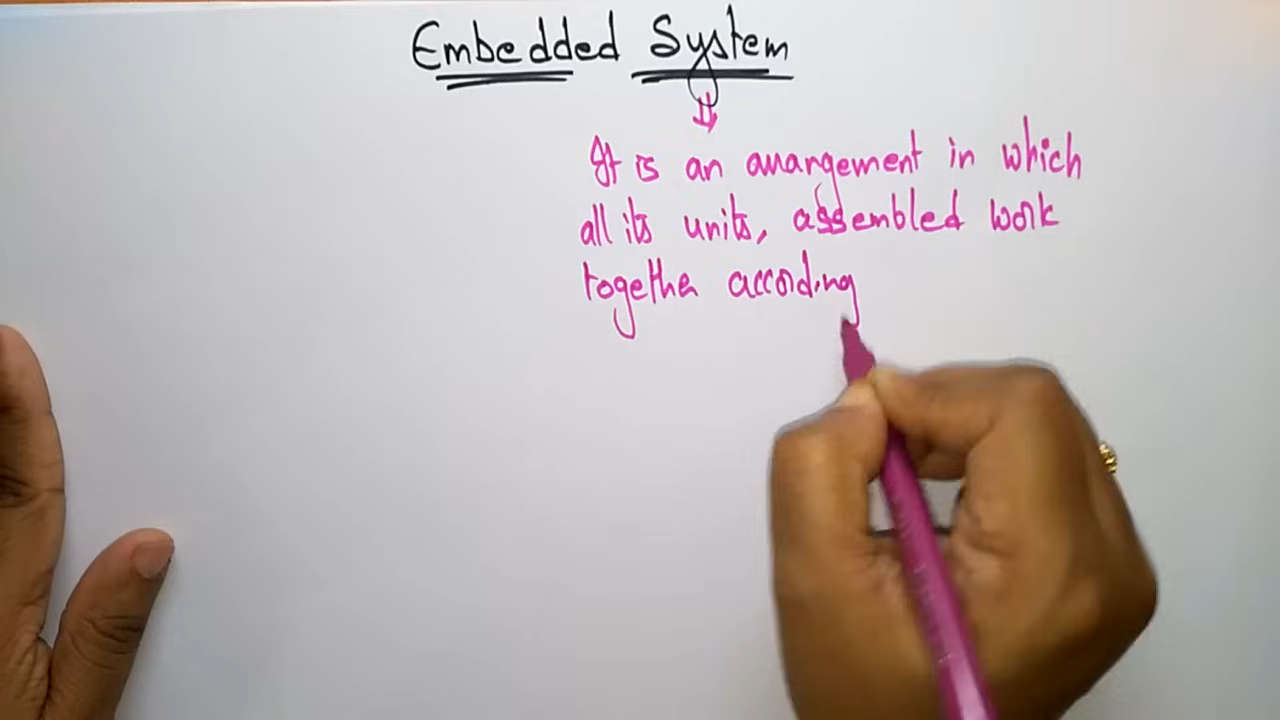 Embedded System
It is an arrangement in which
all its units, assembled work
together according